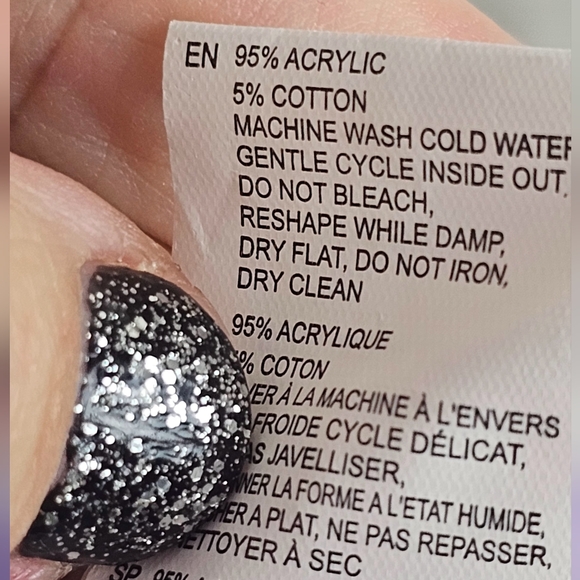 EN 95% ACRYLIC
5% COTTON
MACHINE WASH COLD WATER
GENTLE CYCLE INSIDE OUT,
DO NOT BLEACH,
RESHAPE WHILE DAMP,
DRY FLAT, DO NOT IRON,
DRY CLEAN
95% ACRYLIQUE
% COTON
À LA MACHINE À L'ENVERS
FROIDE CYCLE DÉLICAT,
JAVELLISER,
LA FORME A L'ETAT HUMIDE,
A PLAT, NE PAS REPASSER,
À SEC
SP 95%